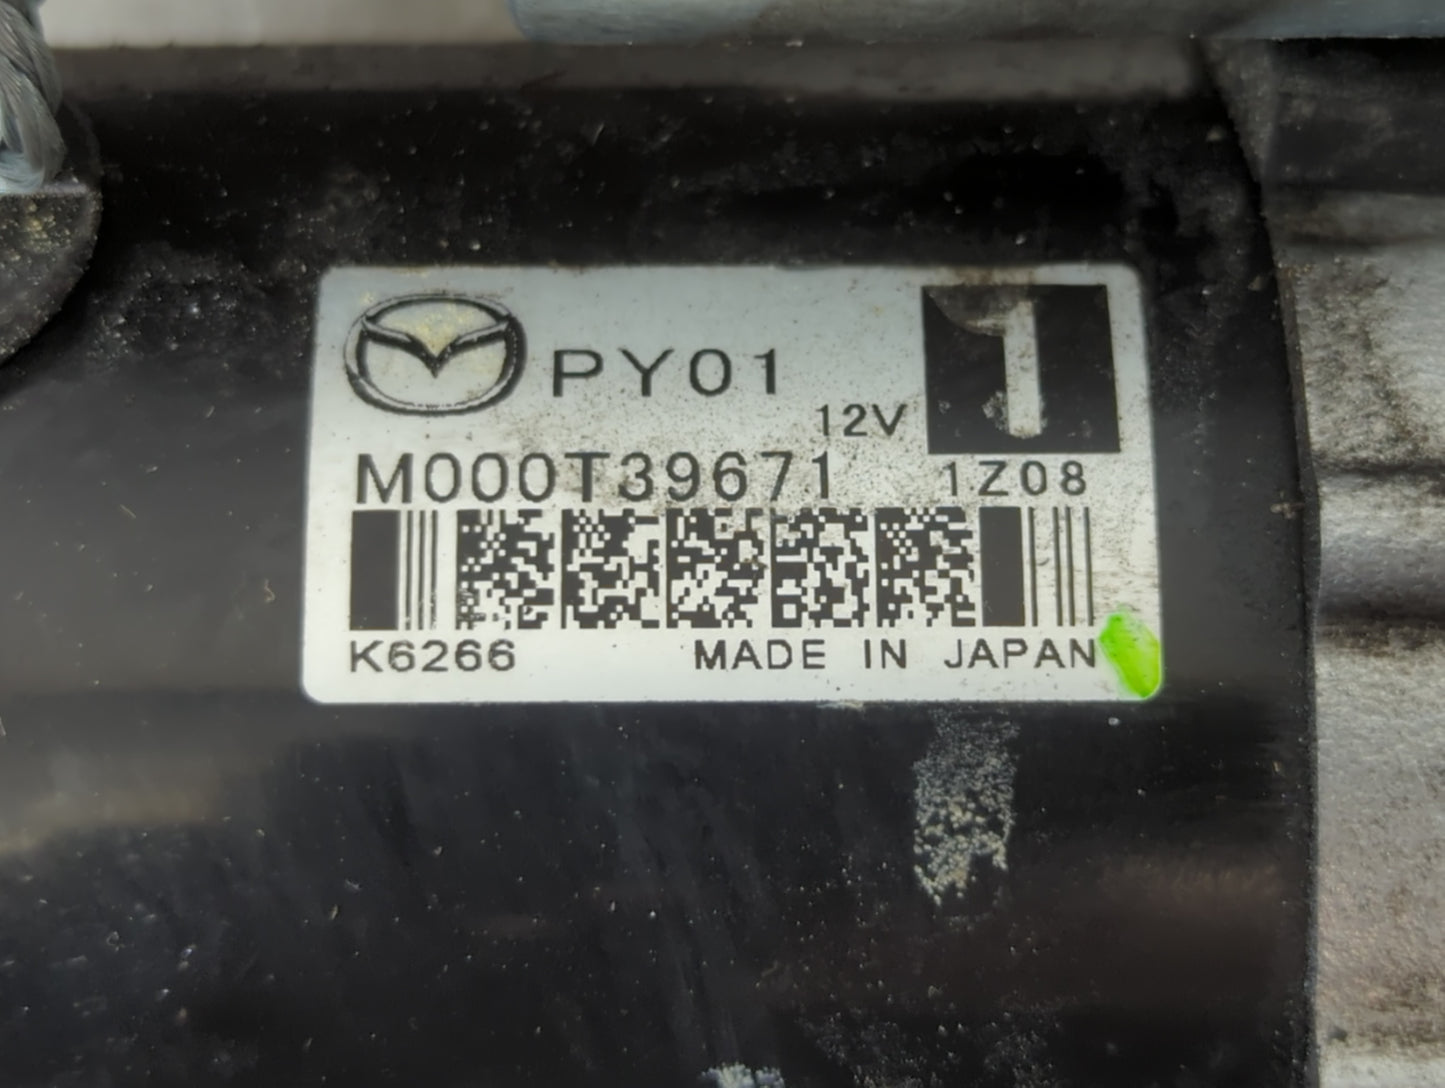 PY01
1
12V
M000T39671 1Z08
K6266 MADE IN JAPAN